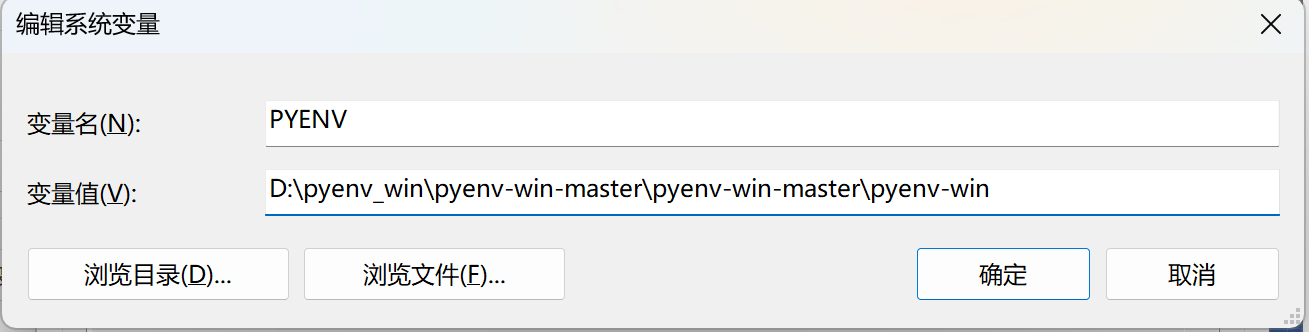 编辑系统变量
变量名(N):
PYENV
变量值(V):
D:\pyenv_win\pyenv-win-master\pyenv-win-master\pyenv-win
浏览目录(D)...
浏览文件(F)...
确定
取消